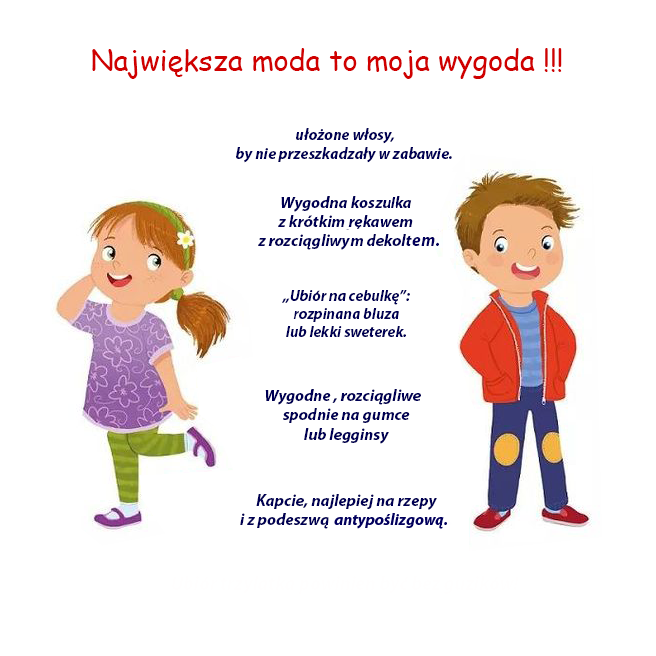 Największa moda to moja wygoda !!!
ułożone włosy,
by nie przeszkadzały w zabawie.
Wygodna koszulka
z krótkim rękawem
z rozciągliwym dekoltem.
„Ubiór na cebulkę”:
rozpinana bluza
lub lekki sweterek.
Wygodne , rozciągliwe
spodnie na gumce
lub legginsy
Kapcie, najlepiej na rzepy
i z podeszwą antypoślizgową.